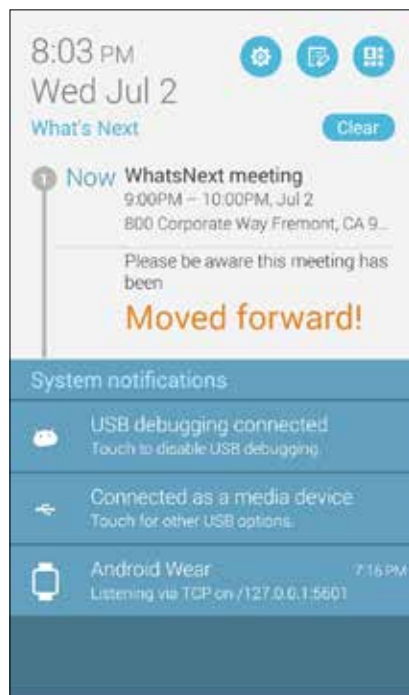 8:03 PM
Wed Jul 2
What's Next
Clear
1
Now WhatsNext meeting
9:00PM – 10:00PM, Jul 2
800 Corporate Way Fremont, CA 9...
Please be aware this meeting has
been
Moved forward!
System notifications
USB debugging connected
Touch to disable USB debugging.
Connected as a media device
Touch for other USB options.
Android Wear 7:16 PM
Listening via TCP on /127.0.0.1:5601